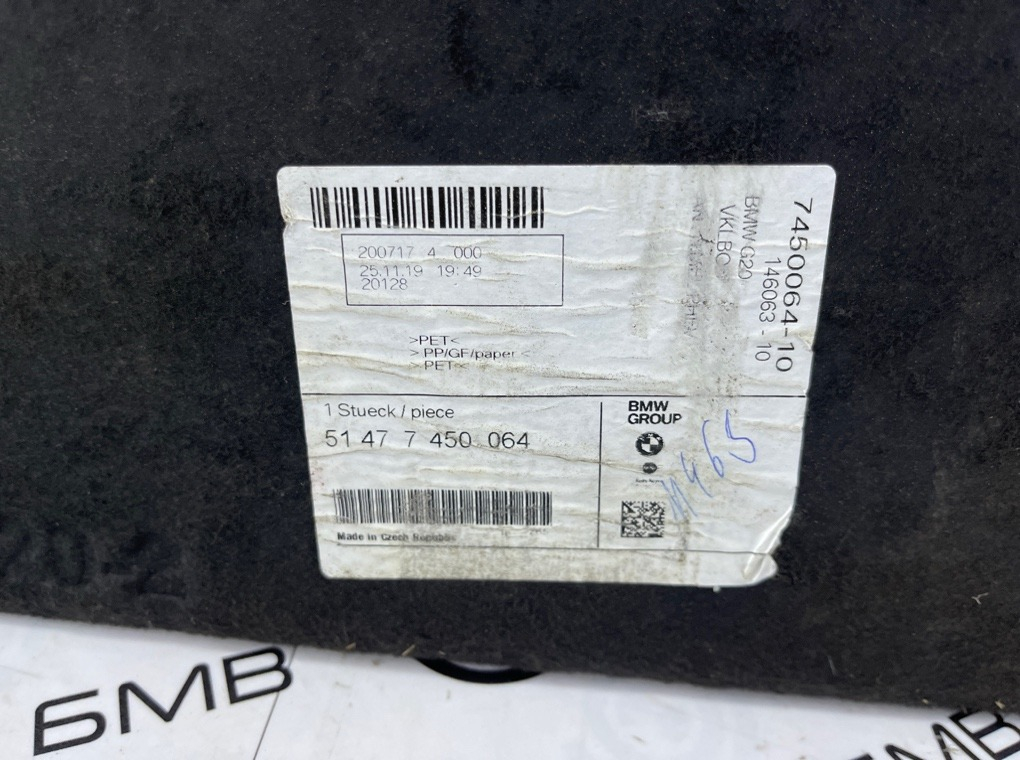 200717 4 000
25.11.19 19:49
20128
>PET<
>PP/GF/paper<
>PET<
7450064-10
146063-10
BMW G20
1 Stueck / piece
51 47 7 450 064
Made in Czech Republic
BMW
GROUP
БМВ